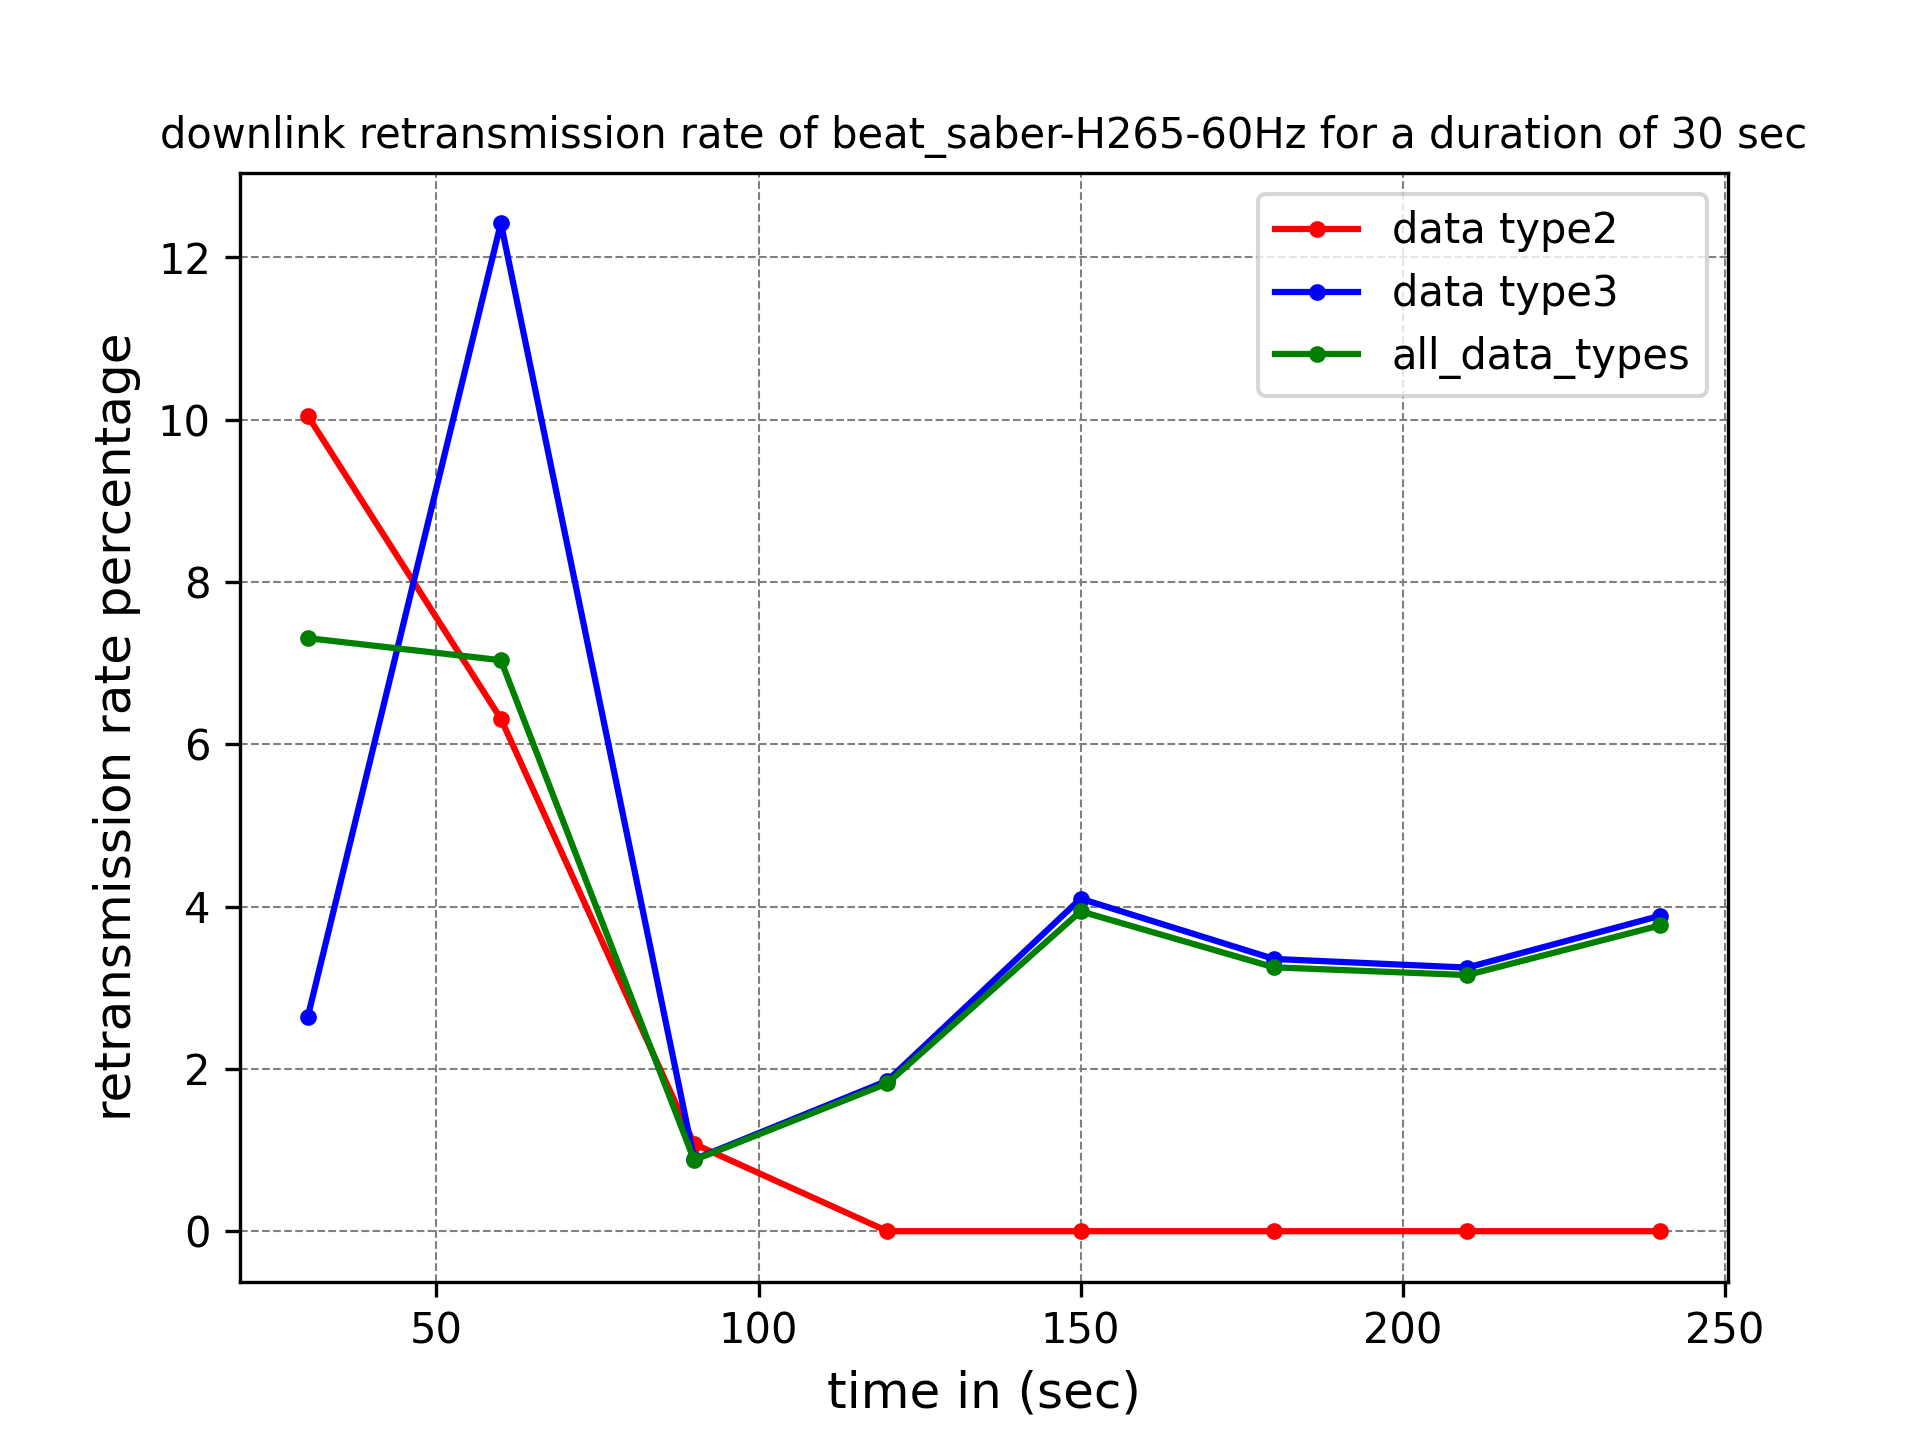 downlink retransmission rate of beat_saber-H265-60Hz for a duration of 30 sec
data type2
data type3
all_data_types
retransmission rate percentage
12
10
8
6
4
2
0
50 100 150 200 250
time in (sec)